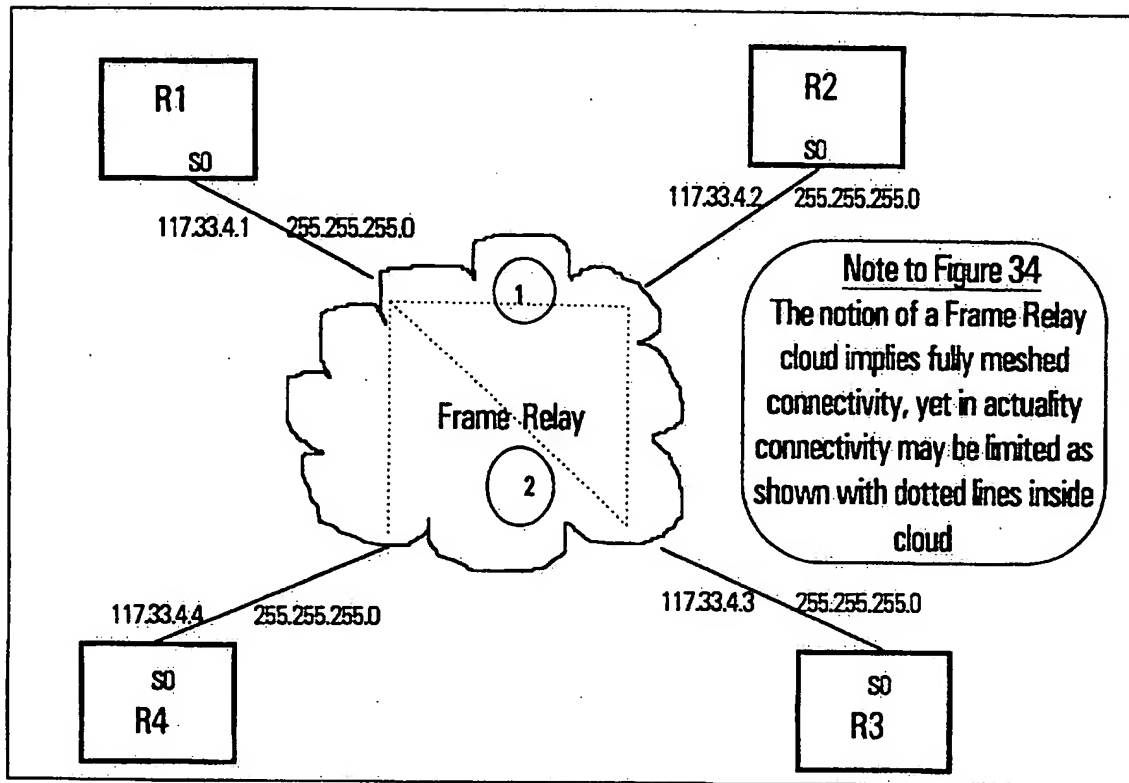 R1
S0
R2
S0
117.33.4.1 255.255.255.0
117.33.4.2 255.255.255.0
1
Frame Relay
2
Note to Figure 34
The notion of a Frame Relay
cloud implies fully meshed
connectivity, yet in actuality
connectivity may be limited as
shown with dotted lines inside
cloud
117.33.4.4 255.255.255.0
117.33.4.3 255.255.255.0
S0
R4
S0
R3